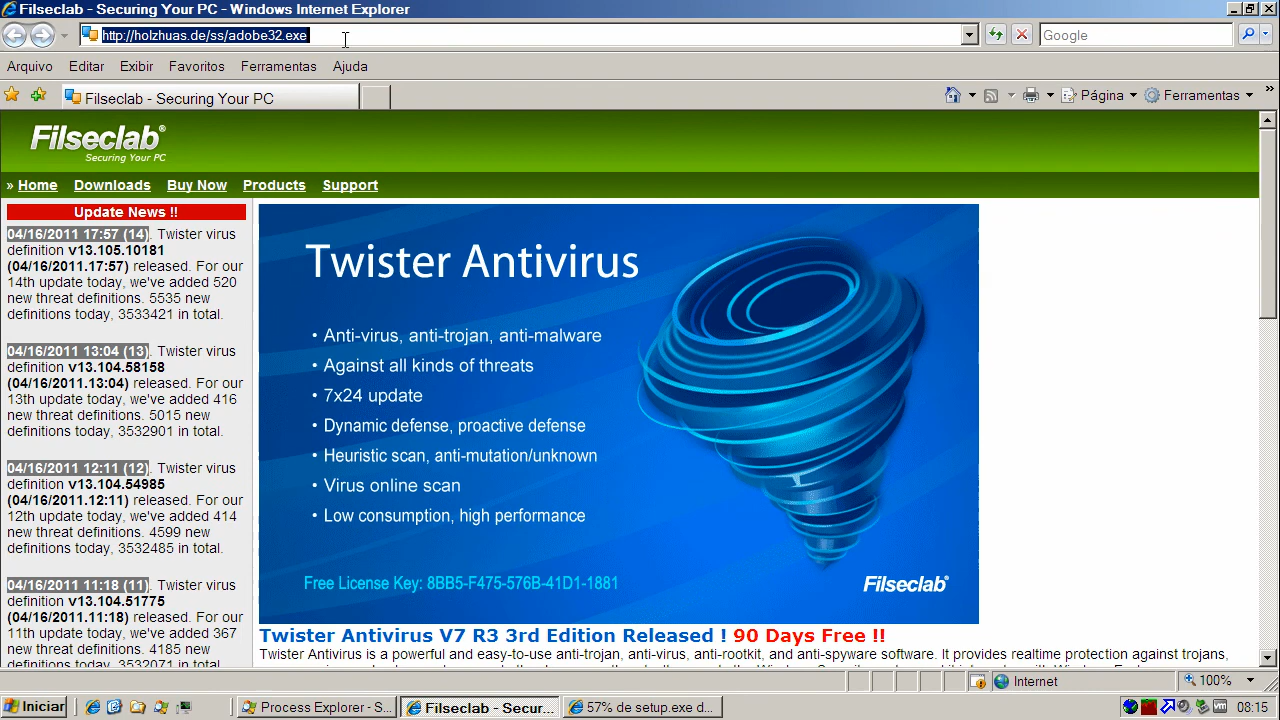 Filseclab - Securing Your PC - Windows Internet Explorer
http://holzhuas.de/ss/adobe32.exe
Google
Arquivo Editar Exibir Favoritos Ferramentas Ajuda
Filseclab - Securing Your PC
Página Ferramentas »
Filseclab®
Securing Your PC
» Home Downloads Buy Now Products Support
Update News !!
04/16/2011 17:57 (14). Twister virus
definition v13.105.10181
(04/16/2011.17:57) released. For our
14th update today, we've added 520
new threat definitions. 5535 new
definitions today, 3533421 in total.
04/16/2011 13:04 (13). Twister virus
definition v13.104.58158
(04/16/2011.13:04) released. For our
13th update today, we've added 416
new threat definitions. 5015 new
definitions today, 3532901 in total.
04/16/2011 12:11 (12). Twister virus
definition v13.104.54985
(04/16/2011.12:11) released. For our
12th update today, we've added 414
new threat definitions. 4599 new
definitions today, 3532485 in total.
04/16/2011 11:18 (11). Twister virus
definition v13.104.51775
(04/16/2011.11:18) released. For our
11th update today, we've added 367
new threat definitions. 4185 new
definitions today, 3532071 in total.
Twister Antivirus
• Anti-virus, anti-trojan, anti-malware
• Against all kinds of threats
• 7x24 update
• Dynamic defense, proactive defense
• Heuristic scan, anti-mutation/unknown
• Virus online scan
• Low consumption, high performance
Free License Key: 8BB5-F475-576B-41D1-1881
Filseclab®
Twister Antivirus V7 R3 3rd Edition Released ! 90 Days Free !!
Twister Antivirus is a powerful and easy-to-use anti-trojan, anti-virus, anti-rootkit, and anti-spyware software. It provides realtime protection against trojans,
Internet
100%
Iniciar
Process Explorer - S...
Filseclab - Secur...
57% de setup.exe d...
08:15